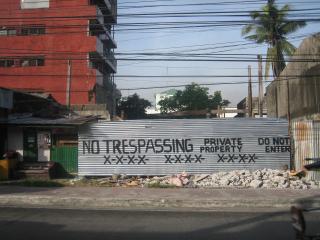 NO TRESPASSING PRIVATE PROPERTY DO NOT ENTER
X-X-X-X X-X-X-X X-X-X-X